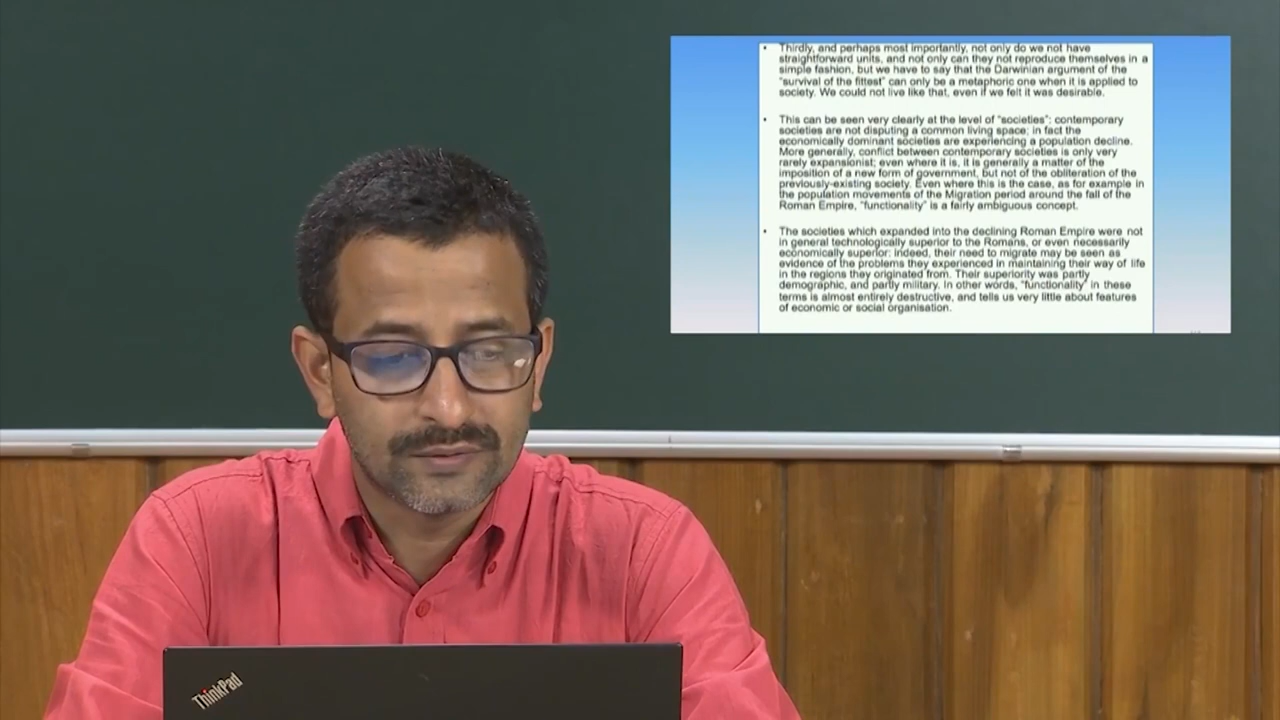 • Thirdly, and perhaps most importantly, not only do we not have
straightforward units, and not only can they not reproduce themselves in a
simple fashion, but we have to say that the Darwinian argument of the
"survival of the fittest" can only be a metaphoric one when it is applied to
society. We could not live like that, even if we felt it was desirable.
• This can be seen very clearly at the level of "societies": contemporary
societies are not disputing a common living space; in fact the
economically dominant societies are experiencing a population decline.
More generally, conflict between contemporary societies is only very
rarely expansionist; even where it is, it is generally a matter of the
imposition of a new form of government, but not of the obliteration of the
previously-existing society. Even where this is the case, as for example in
the population movements of the Migration period around the fall of the
Roman Empire, "functionality" is a fairly ambiguous concept.
• The societies which expanded into the declining Roman Empire were not
in general technologically superior to the Romans, or even necessarily
economically superior: indeed, their need to migrate may be seen as
evidence of the problems they experienced in maintaining their way of life
in the regions they originated from. Their superiority was partly
demographic, and partly military. In other words, "functionality" in these
terms is almost entirely destructive, and tells us very little about features
of economic or social organisation.
ThinkPad